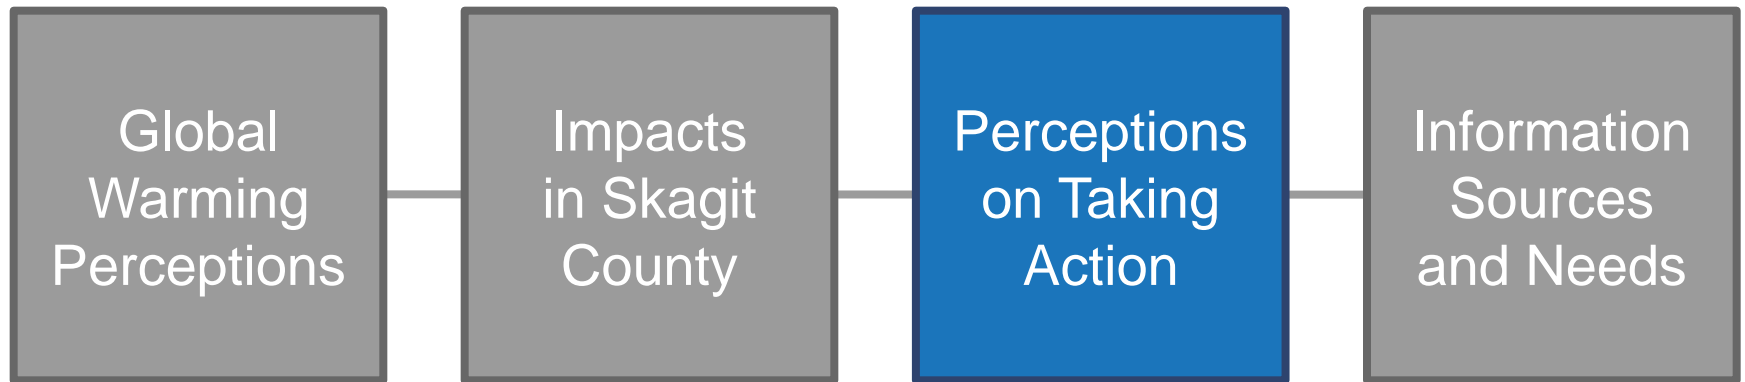 Global
Warming
Perceptions
Impacts
in Skagit
County
Perceptions
on Taking
Action
Information
Sources
and Needs